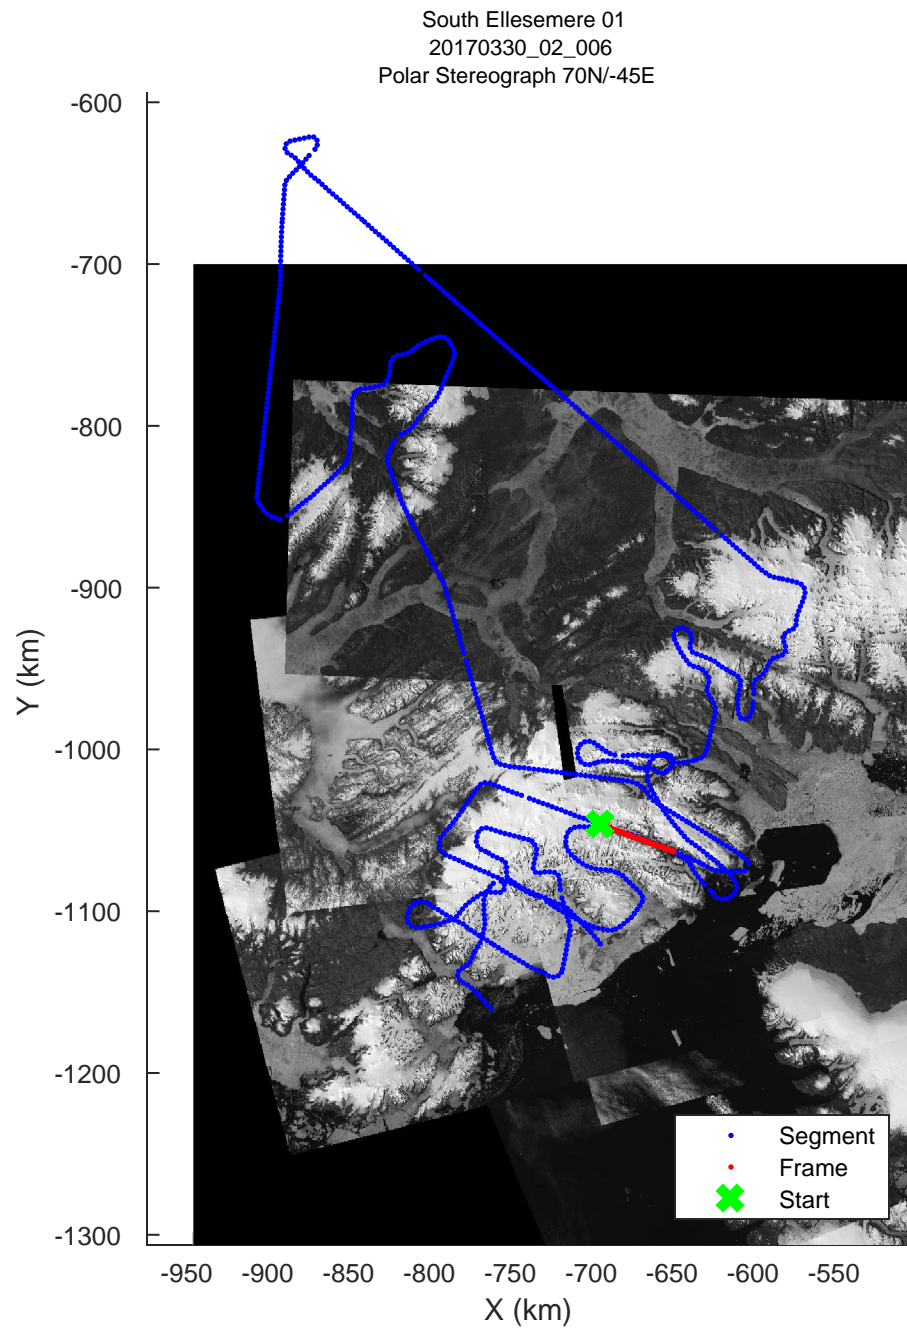 South Ellesemere 01
20170330_02_006
Polar Stereograph 70N/-45E
-600
-700
-800
-900
-1000
-1100
-1200
-1300
Y (km)
Segment
Frame
Start
-950 -900 -850 -800 -750 -700 -650 -600 -550
X (km)